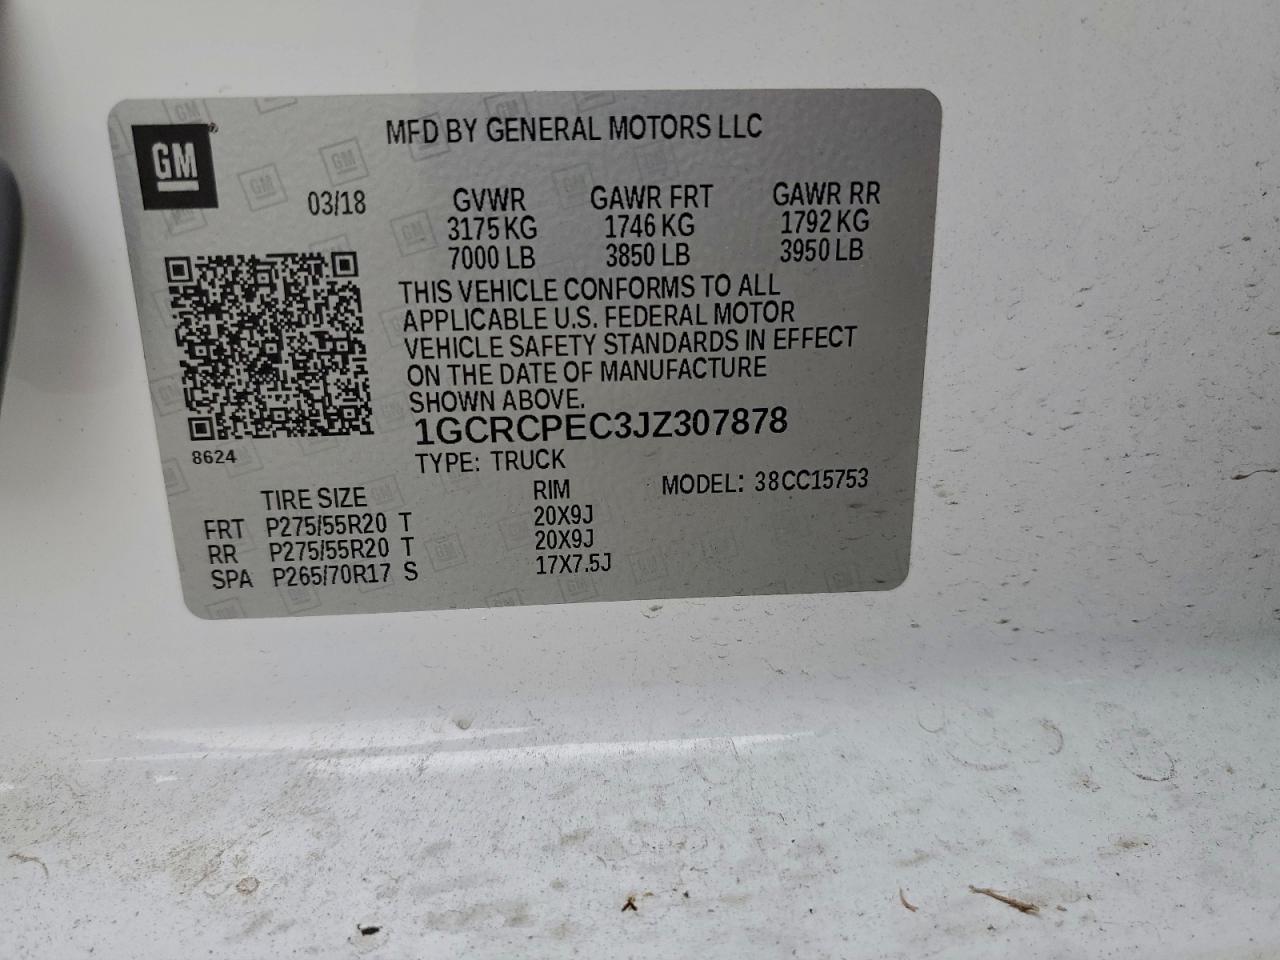 GM
MFD BY GENERAL MOTORS LLC
03/18
GVWR GAWR FRT GAWR RR
3175 KG 1746 KG 1792 KG
7000 LB 3850 LB 3950 LB
THIS VEHICLE CONFORMS TO ALL
APPLICABLE U.S. FEDERAL MOTOR
VEHICLE SAFETY STANDARDS IN EFFECT
ON THE DATE OF MANUFACTURE
SHOWN ABOVE.
1GCRCPEC3JZ307878
8624
TYPE: TRUCK
TIRE SIZE RIM MODEL: 38CC15753
FRT P275/55R20 T 20X9J
RR P275/55R20 T 20X9J
SPA P265/70R17 S 17X7.5J